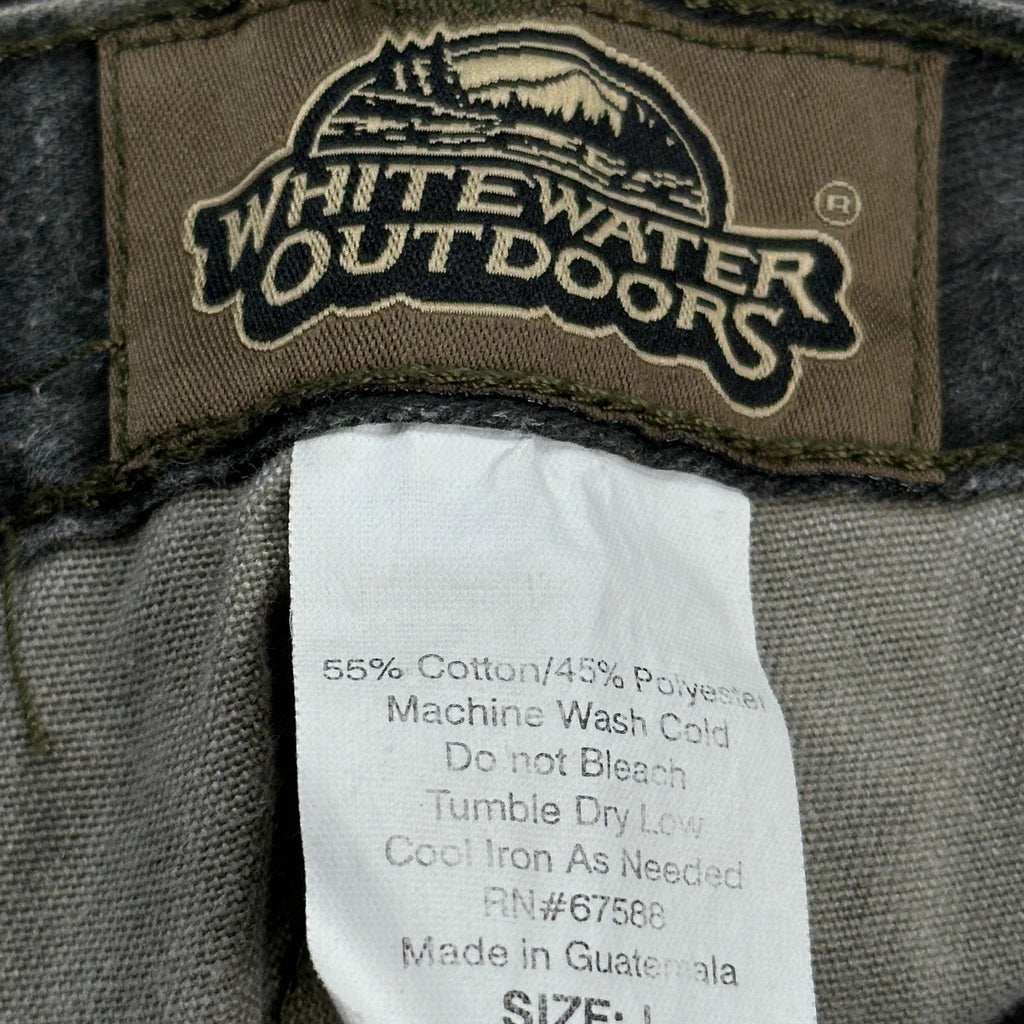 WHITEWATER
OUTDOORS
®
55% Cotton/45% Polyester
Machine Wash Cold
Do not Bleach
Tumble Dry Low
Cool Iron As Needed
RN#67588
Made in Guatemala
SIZE: